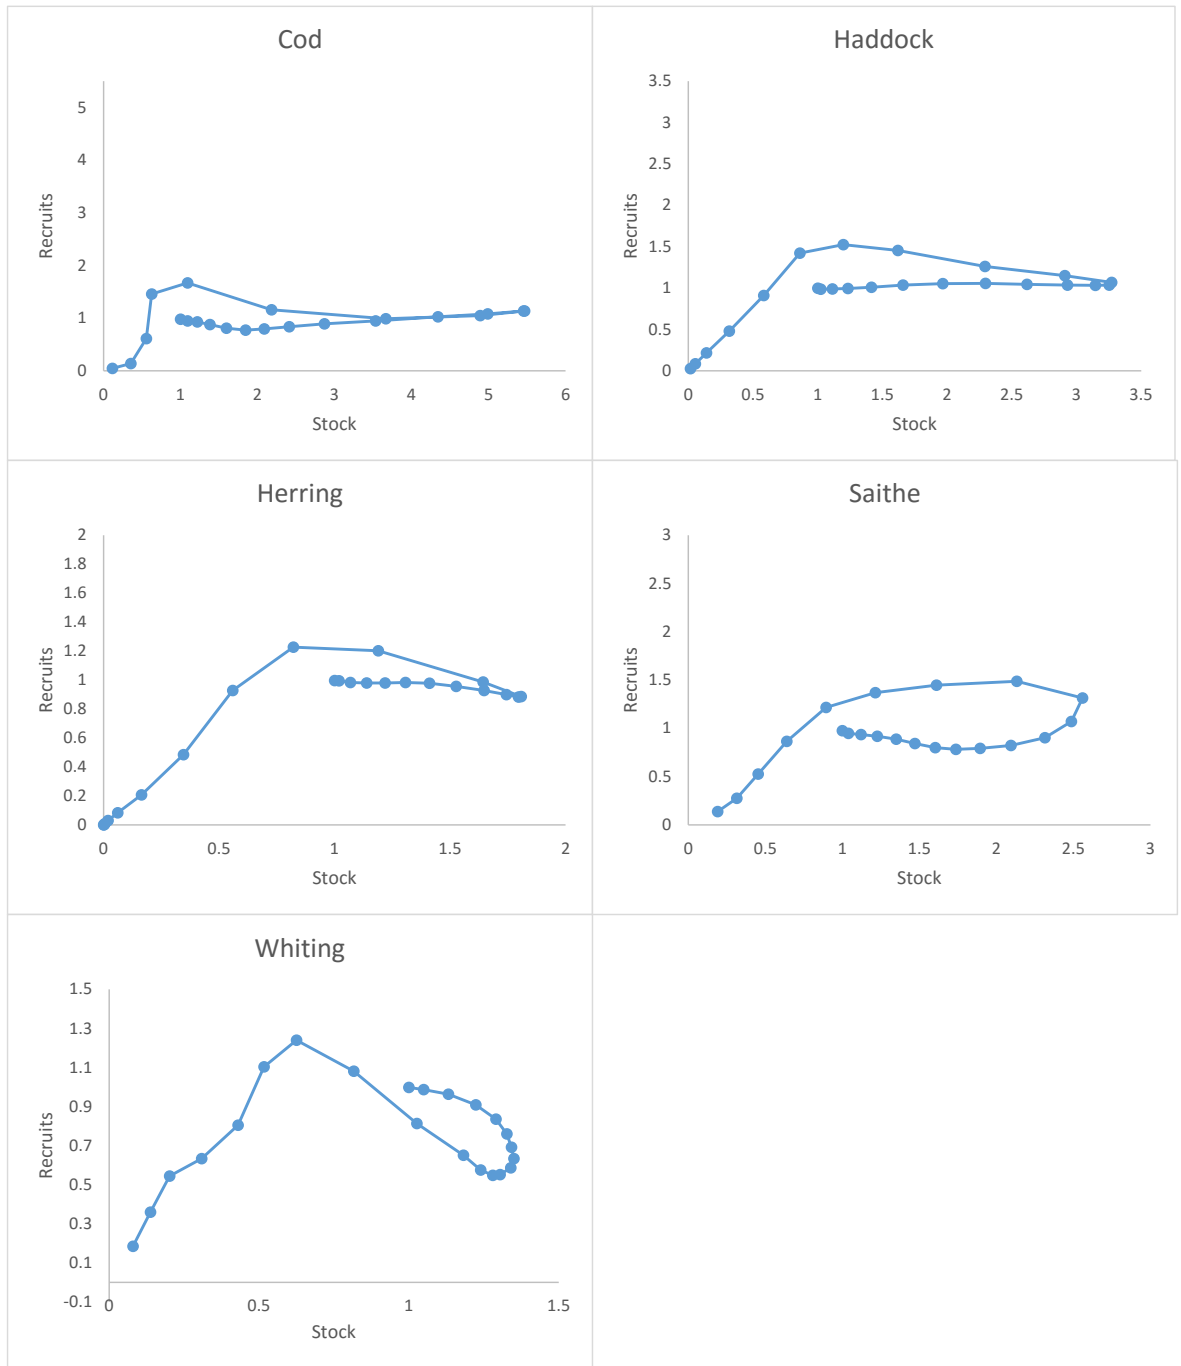 Cod
5
4
3
2
1
0
0 1 2 3 4 5 6
Recruits
Stock
Haddock
3.5
3
2.5
2
1.5
1
0.5
0
0 0.5 1 1.5 2 2.5 3 3.5
Recruits
Stock
Herring
2
1.8
1.6
1.4
1.2
1
0.8
0.6
0.4
0.2
0
0 0.5 1 1.5 2
Recruits
Stock
Saithe
3
2.5
2
1.5
1
0.5
0
0 0.5 1 1.5 2 2.5 3
Recruits
Stock
Whiting
1.5
1.3
1.1
0.9
0.7
0.5
0.3
0.1
-0.1
0 0.5 1 1.5
Recruits
Stock